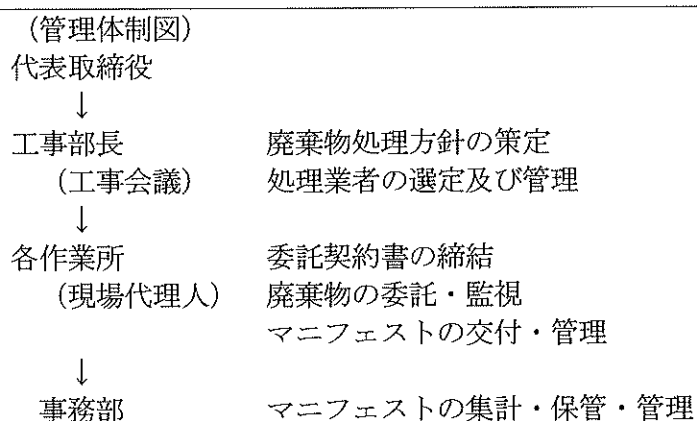 （管理体制図）
代表取締役
↓
工事部長　廃棄物処理方針の策定
（工事会議）　処理業者の選定及び管理
↓
各作業所　委託契約書の締結
（現場代理人）　廃棄物の委託・監視
マニフェストの交付・管理
↓
事務部　マニフェストの集計・保管・管理